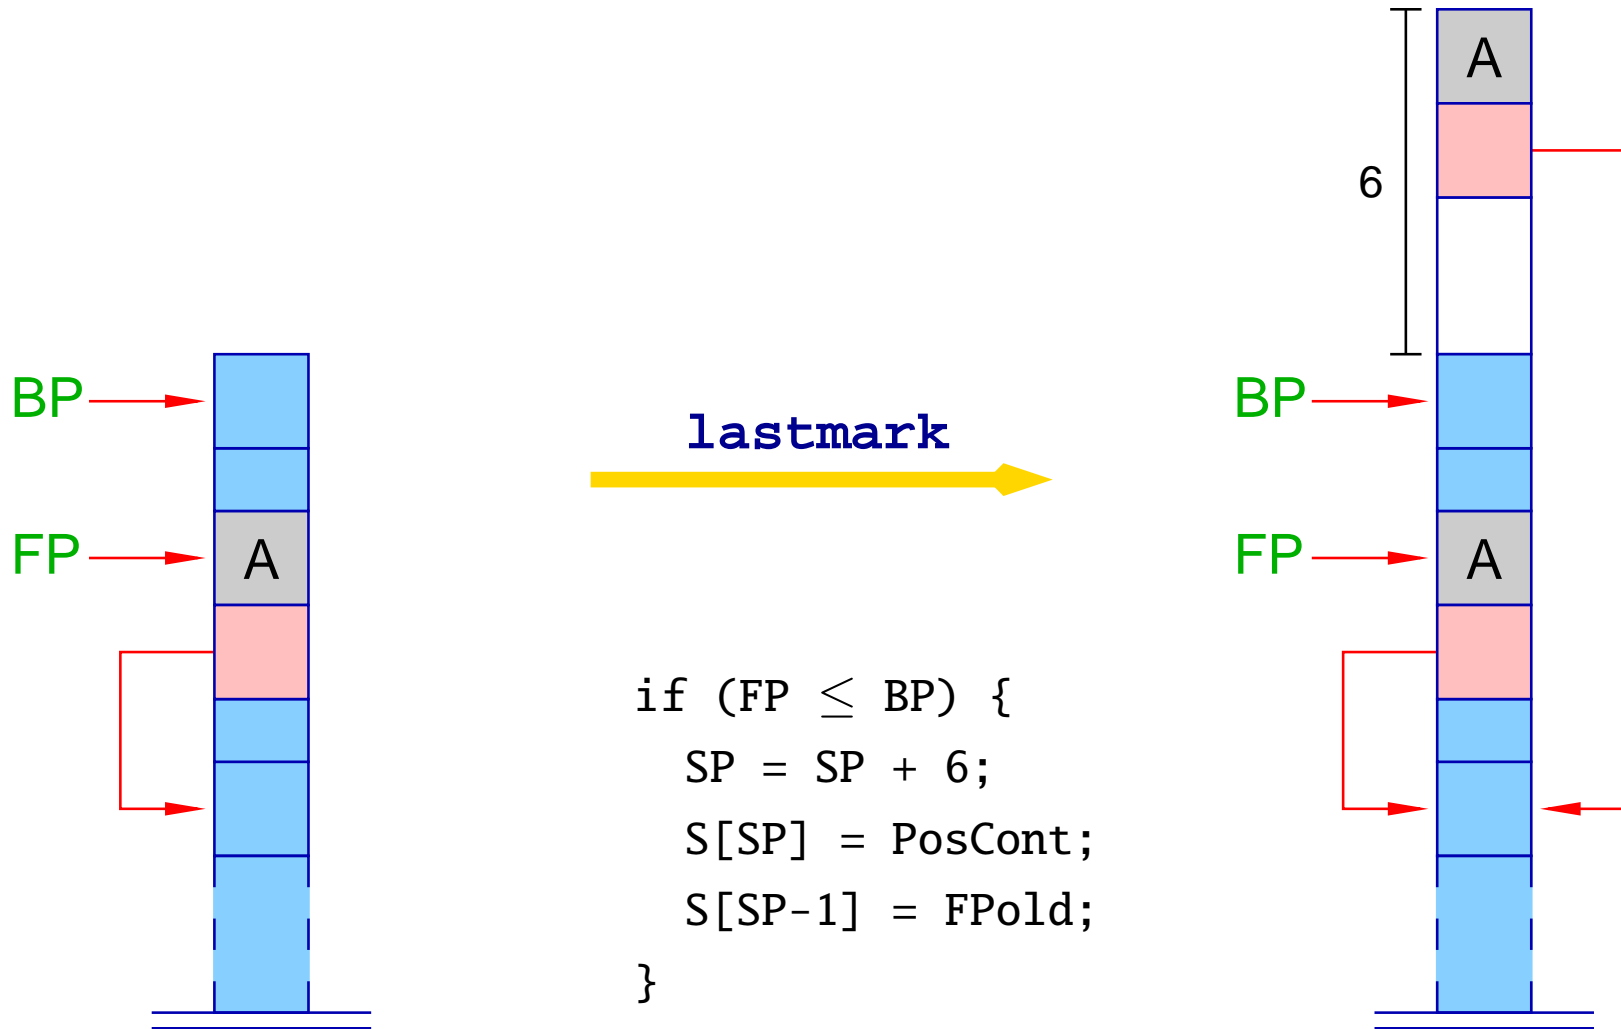 A
6
BP
BP
lastmark
FP
A
FP
A
if (FP ≤ BP) {
SP = SP + 6;
S[SP] = PosCont;
S[SP-1] = FPold;
}